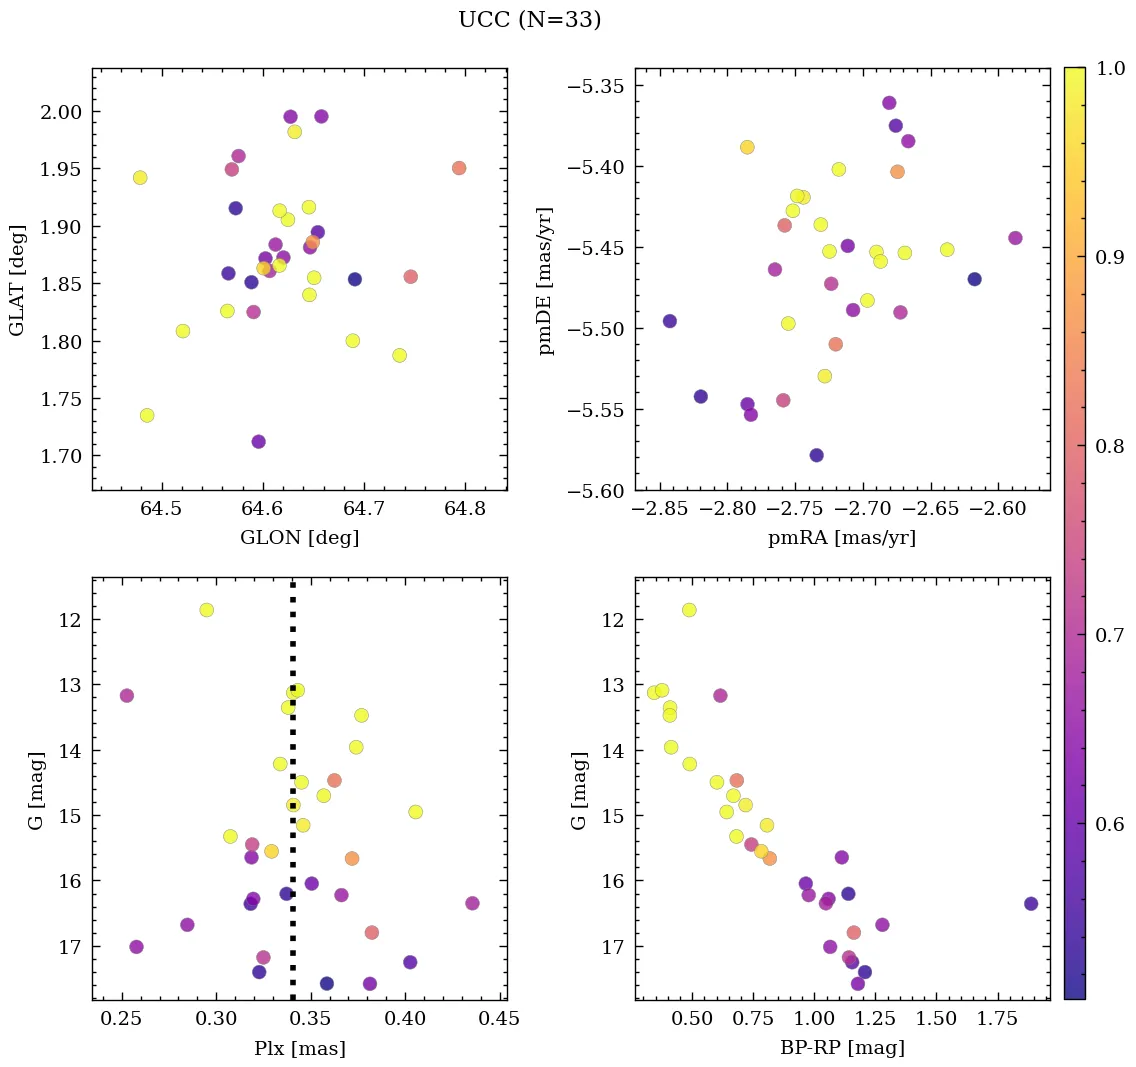 UCC (N=33)
2.00
1.95
1.90
1.85
1.80
1.75
1.70
GLAT [deg]
64.5 64.6 64.7 64.8
GLON [deg]
−5.35
−5.40
−5.45
−5.50
−5.55
−5.60
pmDE [mas/yr]
−2.85 −2.80 −2.75 −2.70 −2.65 −2.60
pmRA [mas/yr]
1.0
0.9
0.8
0.7
0.6
12
13
14
15
16
17
G [mag]
0.25 0.30 0.35 0.40 0.45
Plx [mas]
12
13
14
15
16
17
G [mag]
0.50 0.75 1.00 1.25 1.50 1.75
BP-RP [mag]